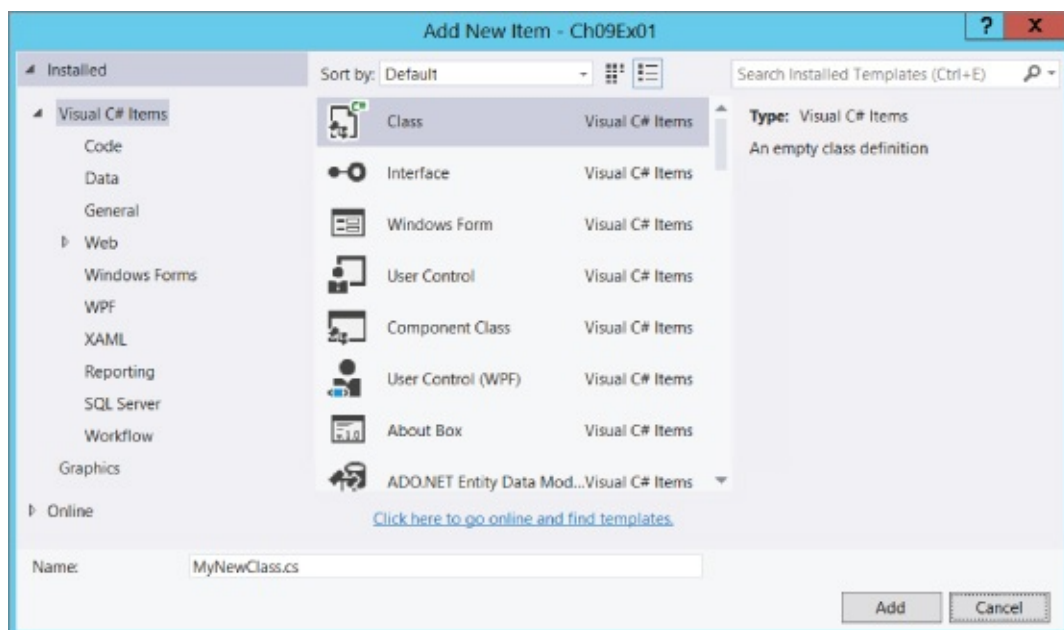 Add New Item - Ch09Ex01
? X
Installed
Visual C# Items
Code
Data
General
Web
Windows Forms
WPF
XAML
Reporting
SQL Server
Workflow
Graphics
Online
Sort by: Default
Class Visual C# Items
Interface Visual C# Items
Windows Form Visual C# Items
User Control Visual C# Items
Component Class Visual C# Items
User Control (WPF) Visual C# Items
About Box Visual C# Items
ADO.NET Entity Data Mod...Visual C# Items
Click here to go online and find templates.
Search Installed Templates (Ctrl+E)
Type: Visual C# Items
An empty class definition
Name: MyNewClass.cs
Add Cancel